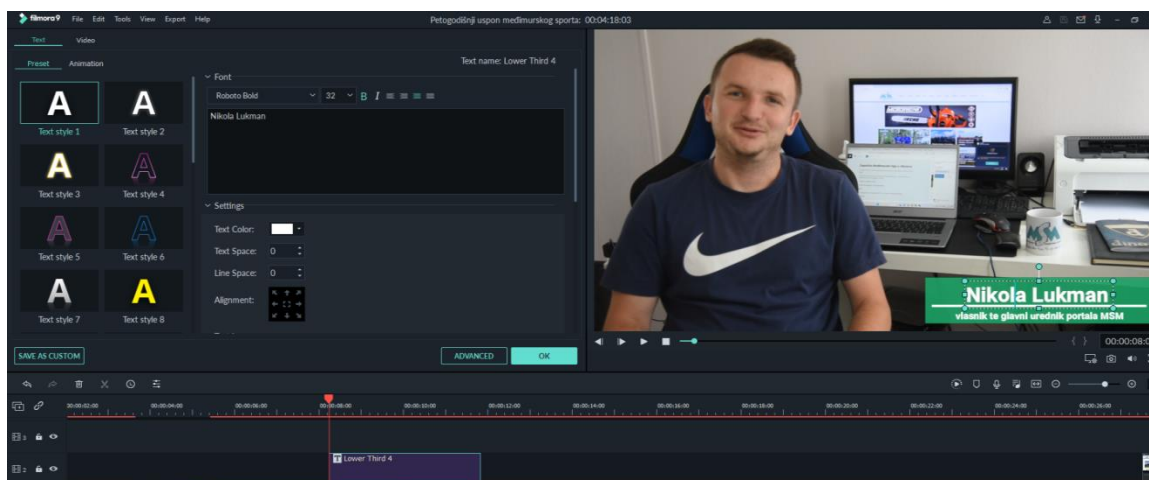 filmora9 File Edit Tools View Export Help
Petogodišnji uspon međimurskog sporta: 00:04:18:03
Text Video
Preset Animation
Text name: Lower Third 4
Text style 1
Text style 2
Text style 3
Text style 4
Text style 5
Text style 6
Text style 7
Text style 8
Font
Roboto Bold 32 B I
Nikola Lukman
Settings
Text Color:
Text Space: 0
Line Space: 0
Alignment:
SAVE AS CUSTOM
ADVANCED
OK
MSM
Nikola Lukman
vlasnik te glavni urednik portala MSM
00:00:08:0
00:00:02:00 00:00:04:00 00:00:06:00 00:00:08:00 00:00:10:00 00:00:12:00 00:00:14:00 00:00:16:00 00:00:18:00 00:00:20:00 00:00:22:00 00:00:24:00 00:00:26:00
3
2
T Lower Third 4